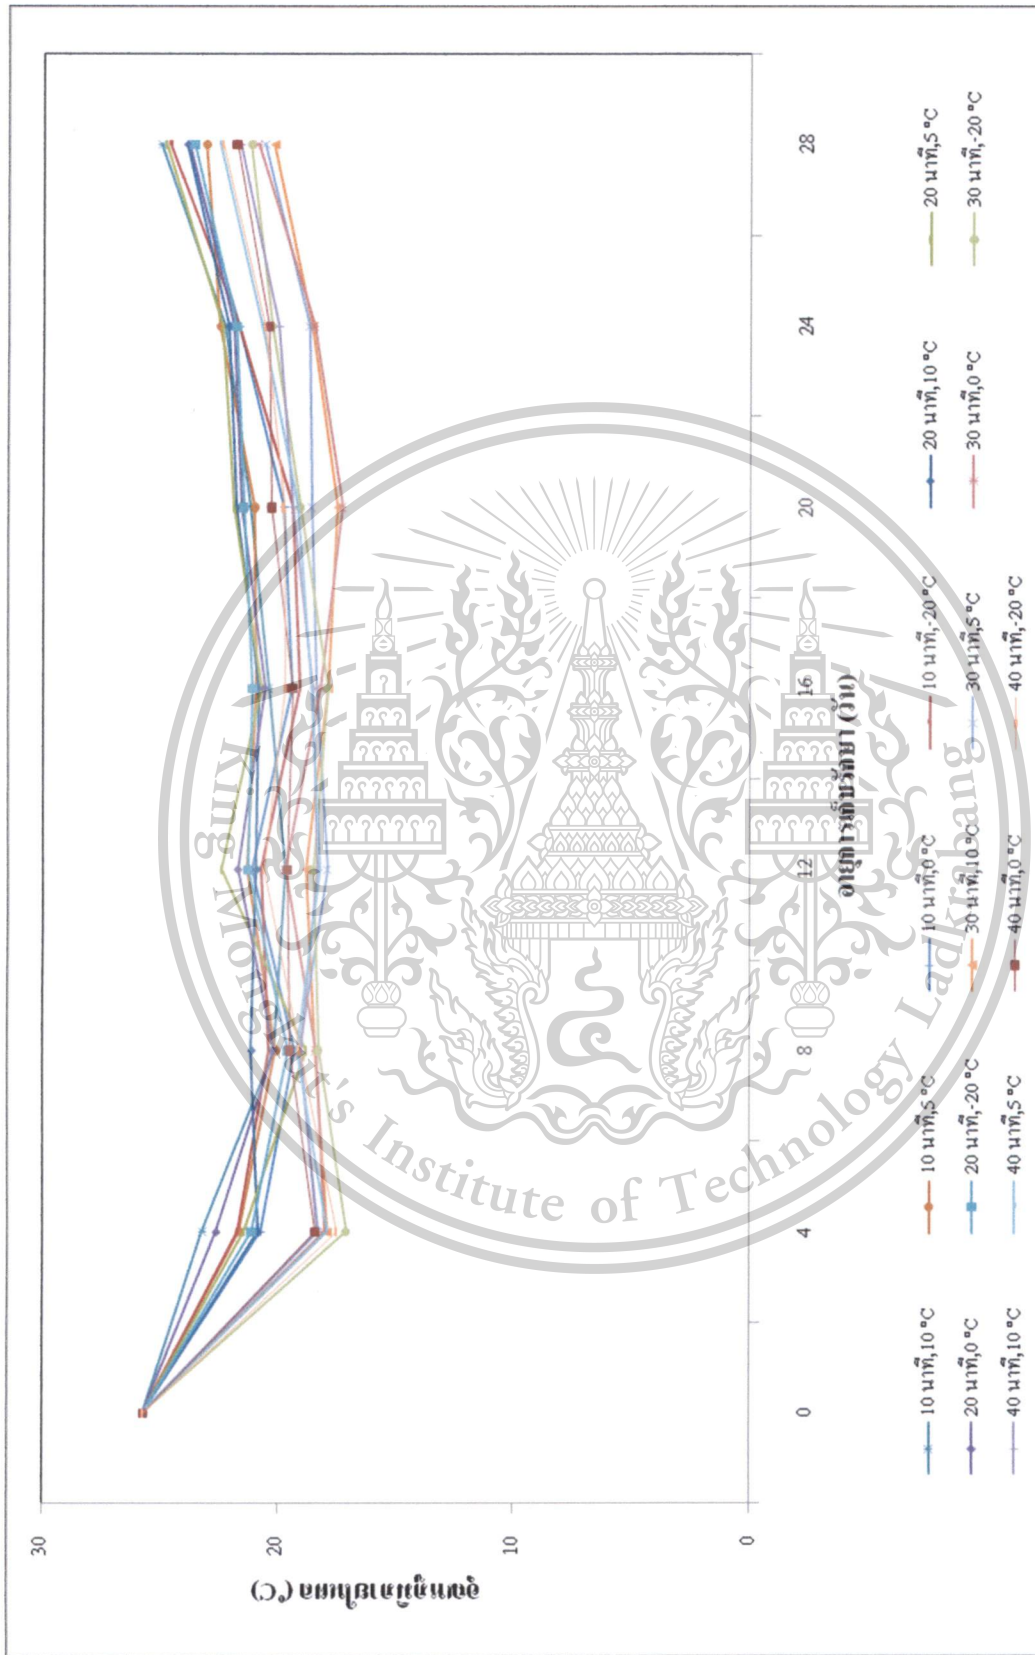 30
20
10
0
อุณหภูมิภายในผล (°C)
0
4
8
12
16
20
24
28
อายุการเก็บรักษา (วัน)
10 นาที,10 °C
10 นาที,5 °C
10 นาที,0 °C
10 นาที,-20 °C
20 นาที,10 °C
20 นาที,5 °C
20 นาที,0 °C
20 นาที,-20 °C
30 นาที,10 °C
30 นาที,5 °C
30 นาที,0 °C
30 นาที,-20 °C
40 นาที,10 °C
40 นาที,5 °C
40 นาที,0 °C
40 นาที,-20 °C
King Mongkut's Institute of Technology Ladkrabang